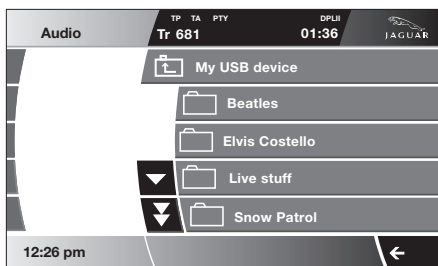 Audio
TP TA PTY DPLII
Tr 681 01:36
JAGUAR
My USB device
Beatles
Elvis Costello
Live stuff
Snow Patrol
12:26 pm